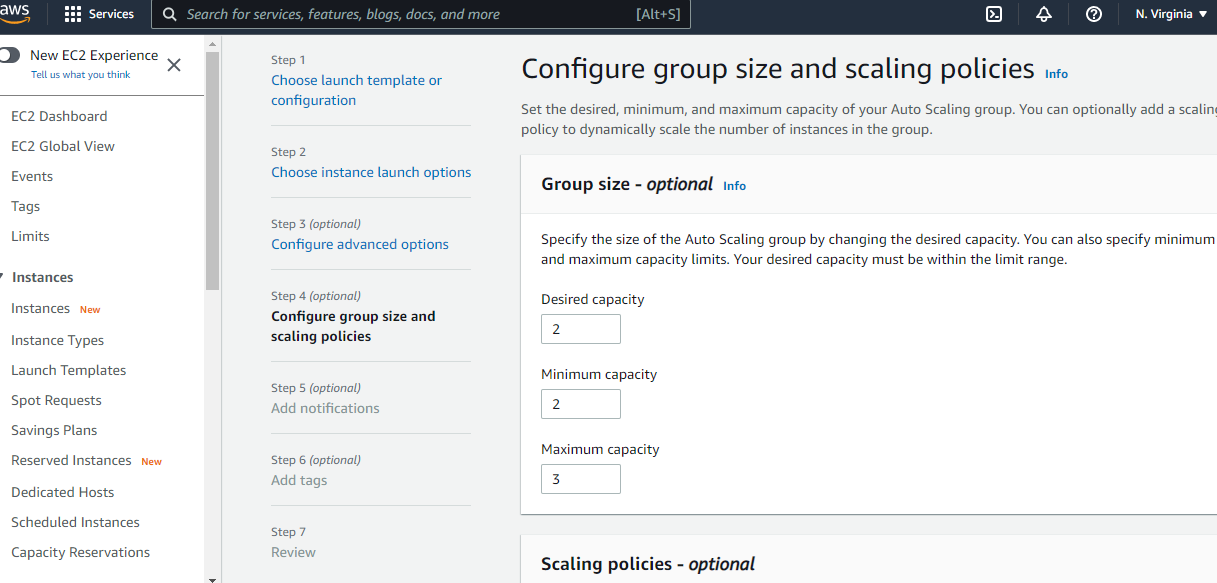 aws
Services
Search for services, features, blogs, docs, and more
[Alt+S]
N. Virginia
New EC2 Experience
Tell us what you think
EC2 Dashboard
EC2 Global View
Events
Tags
Limits
Instances
Instances New
Instance Types
Launch Templates
Spot Requests
Savings Plans
Reserved Instances New
Dedicated Hosts
Scheduled Instances
Capacity Reservations
Step 1
Choose launch template or
configuration
Step 2
Choose instance launch options
Step 3 (optional)
Configure advanced options
Step 4 (optional)
Configure group size and
scaling policies
Step 5 (optional)
Add notifications
Step 6 (optional)
Add tags
Step 7
Review
Configure group size and scaling policies Info
Set the desired, minimum, and maximum capacity of your Auto Scaling group. You can optionally add a scaling
policy to dynamically scale the number of instances in the group.
Group size - optional Info
Specify the size of the Auto Scaling group by changing the desired capacity. You can also specify minimum
and maximum capacity limits. Your desired capacity must be within the limit range.
Desired capacity
2
Minimum capacity
2
Maximum capacity
3
Scaling policies - optional